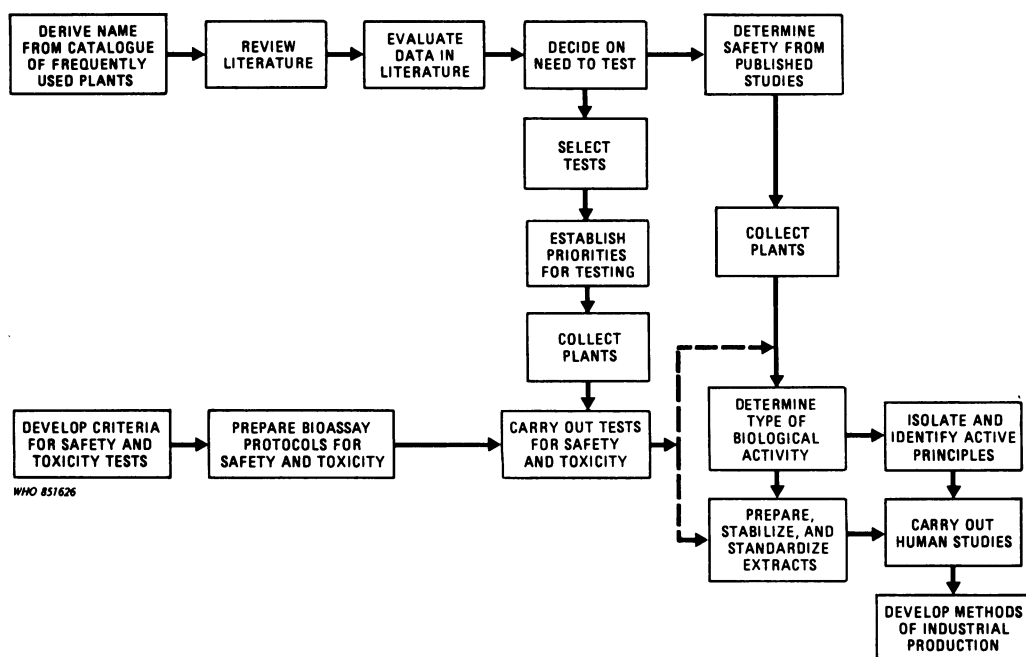 DERIVE NAME
FROM CATALOGUE
OF FREQUENTLY
USED PLANTS
REVIEW
LITERATURE
EVALUATE
DATA IN
LITERATURE
DECIDE ON
NEED TO TEST
DETERMINE
SAFETY FROM
PUBLISHED
STUDIES
SELECT
TESTS
ESTABLISH
PRIORITIES
FOR TESTING
COLLECT
PLANTS
COLLECT
PLANTS
DEVELOP CRITERIA
FOR SAFETY AND
TOXICITY TESTS
PREPARE BIOASSAY
PROTOCOLS FOR
SAFETY AND TOXICITY
CARRY OUT TESTS
FOR SAFETY
AND TOXICITY
DETERMINE
TYPE OF
BIOLOGICAL
ACTIVITY
ISOLATE AND
IDENTIFY ACTIVE
PRINCIPLES
WHO 851626
PREPARE,
STABILIZE, AND
STANDARDIZE
EXTRACTS
CARRY OUT
HUMAN STUDIES
DEVELOP METHODS
OF INDUSTRIAL
PRODUCTION